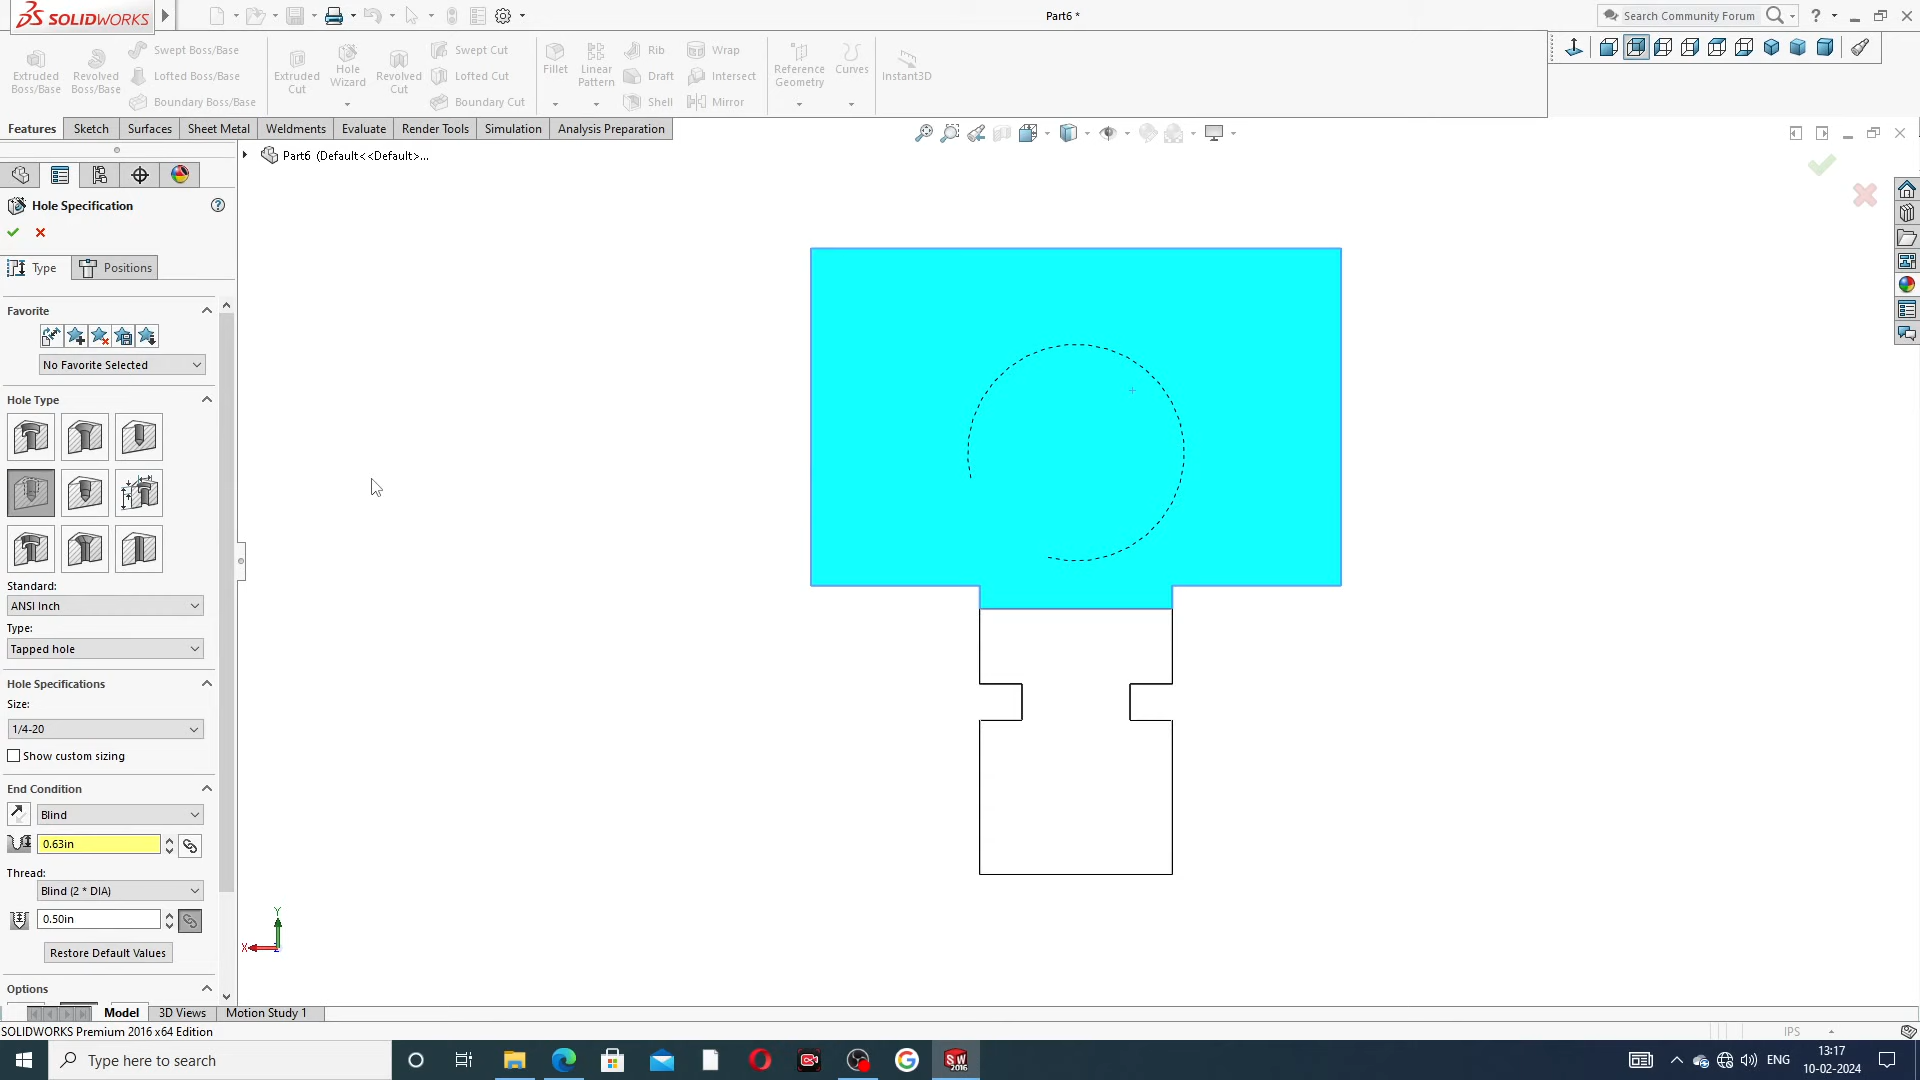 SOLIDWORKS
Part6 *
Search Community Forum
Extruded Boss/Base
Revolved Boss/Base
Swept Boss/Base
Lofted Boss/Base
Boundary Boss/Base
Extruded Cut
Hole Wizard
Revolved Cut
Swept Cut
Lofted Cut
Boundary Cut
Fillet
Linear Pattern
Rib
Draft
Shell
Wrap
Intersect
Mirror
Reference Geometry
Curves
Instant3D
Features
Sketch
Surfaces
Sheet Metal
Weldments
Evaluate
Render Tools
Simulation
Analysis Preparation
Part6 (Default<<Default>...
Hole Specification
Type
Positions
Favorite
No Favorite Selected
Hole Type
Standard:
ANSI Inch
Type:
Tapped hole
Hole Specifications
Size:
1/4-20
Show custom sizing
End Condition
Blind
0.63in
Thread:
Blind (2 * DIA)
0.50in
Restore Default Values
Options
Y
X
Model
3D Views
Motion Study 1
SOLIDWORKS Premium 2016 x64 Edition
IPS
Type here to search
SW
2016
ENG
13:17
10-02-2024